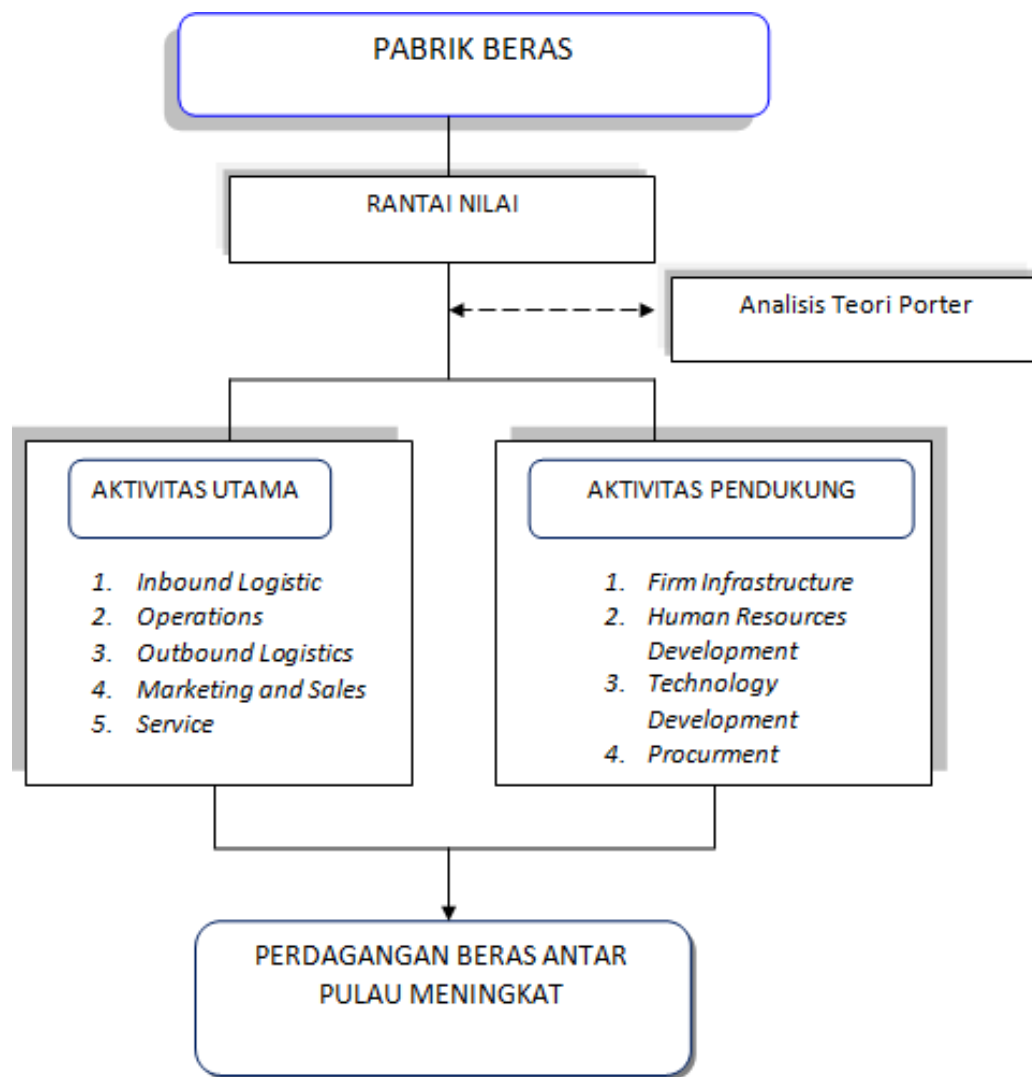 PABRIK BERAS
RANTAI NILAI
Analisis Teori Porter
AKTIVITAS UTAMA
1. Inbound Logistic
2. Operations
3. Outbound Logistics
4. Marketing and Sales
5. Service
AKTIVITAS PENDUKUNG
1. Firm Infrastructure
2. Human Resources
Development
3. Technology
Development
4. Procurment
PERDAGANGAN BERAS ANTAR
PULAU MENINGKAT